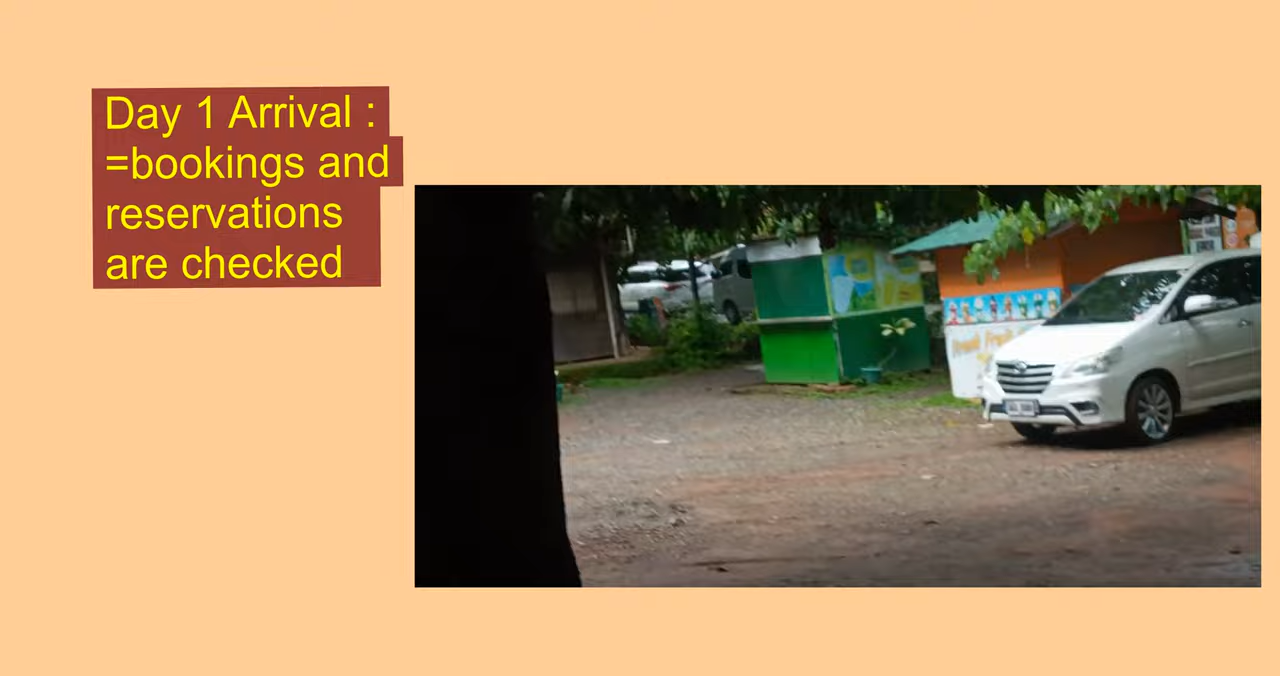 Day 1 Arrival :
=bookings and
reservations
are checked